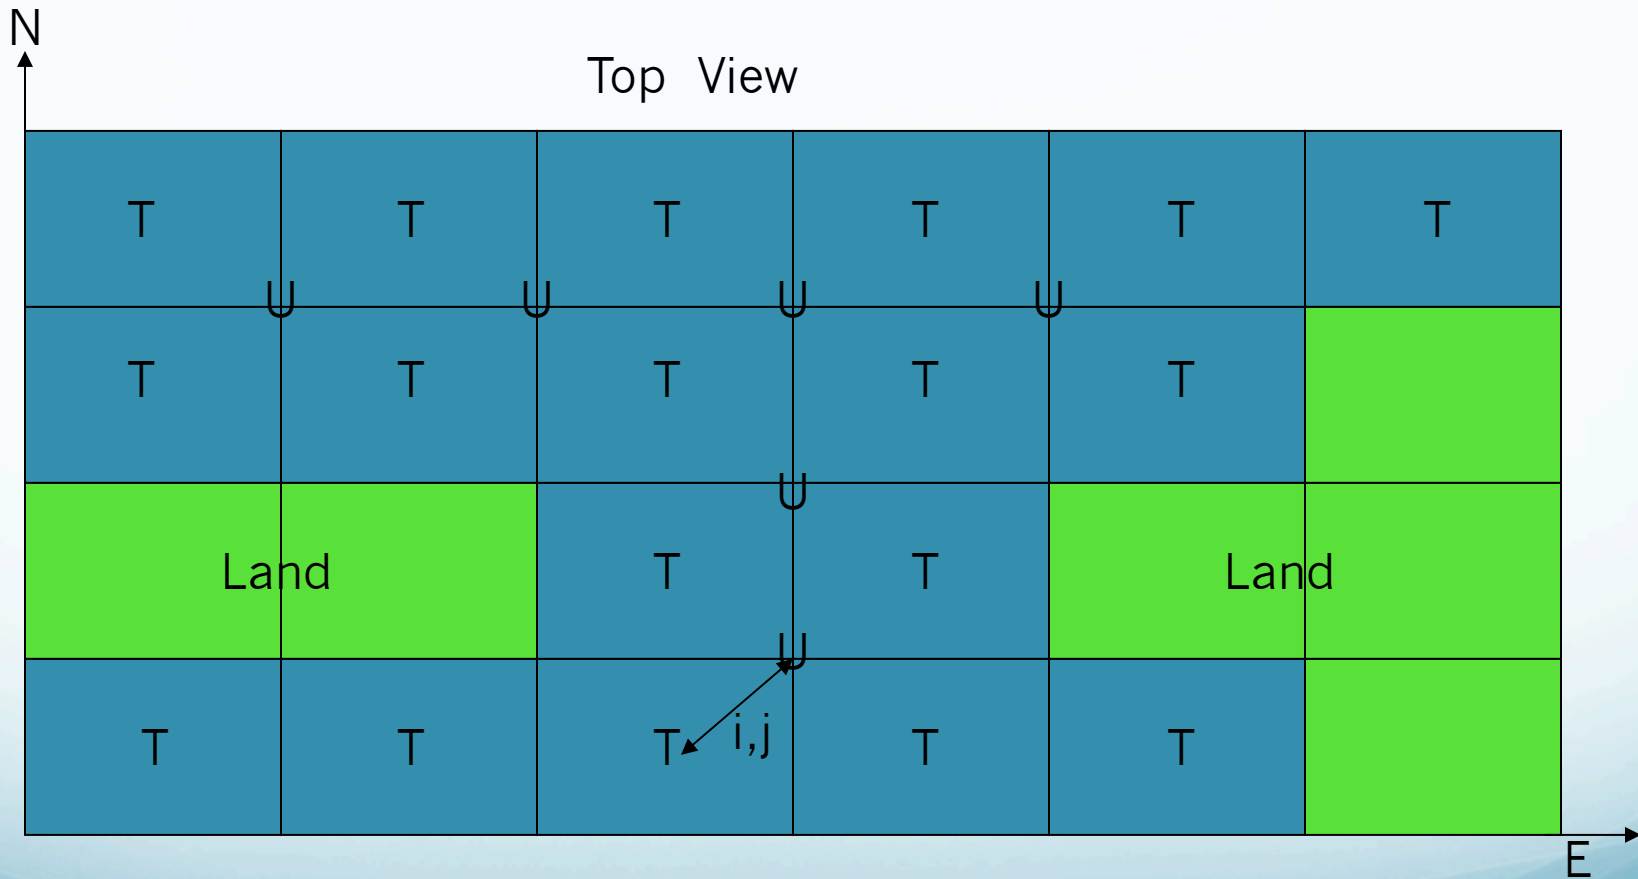 N
Top View
T T T T T T
U U U U
T T T T T
U
Land T T Land
U
T T T i,j T T
E